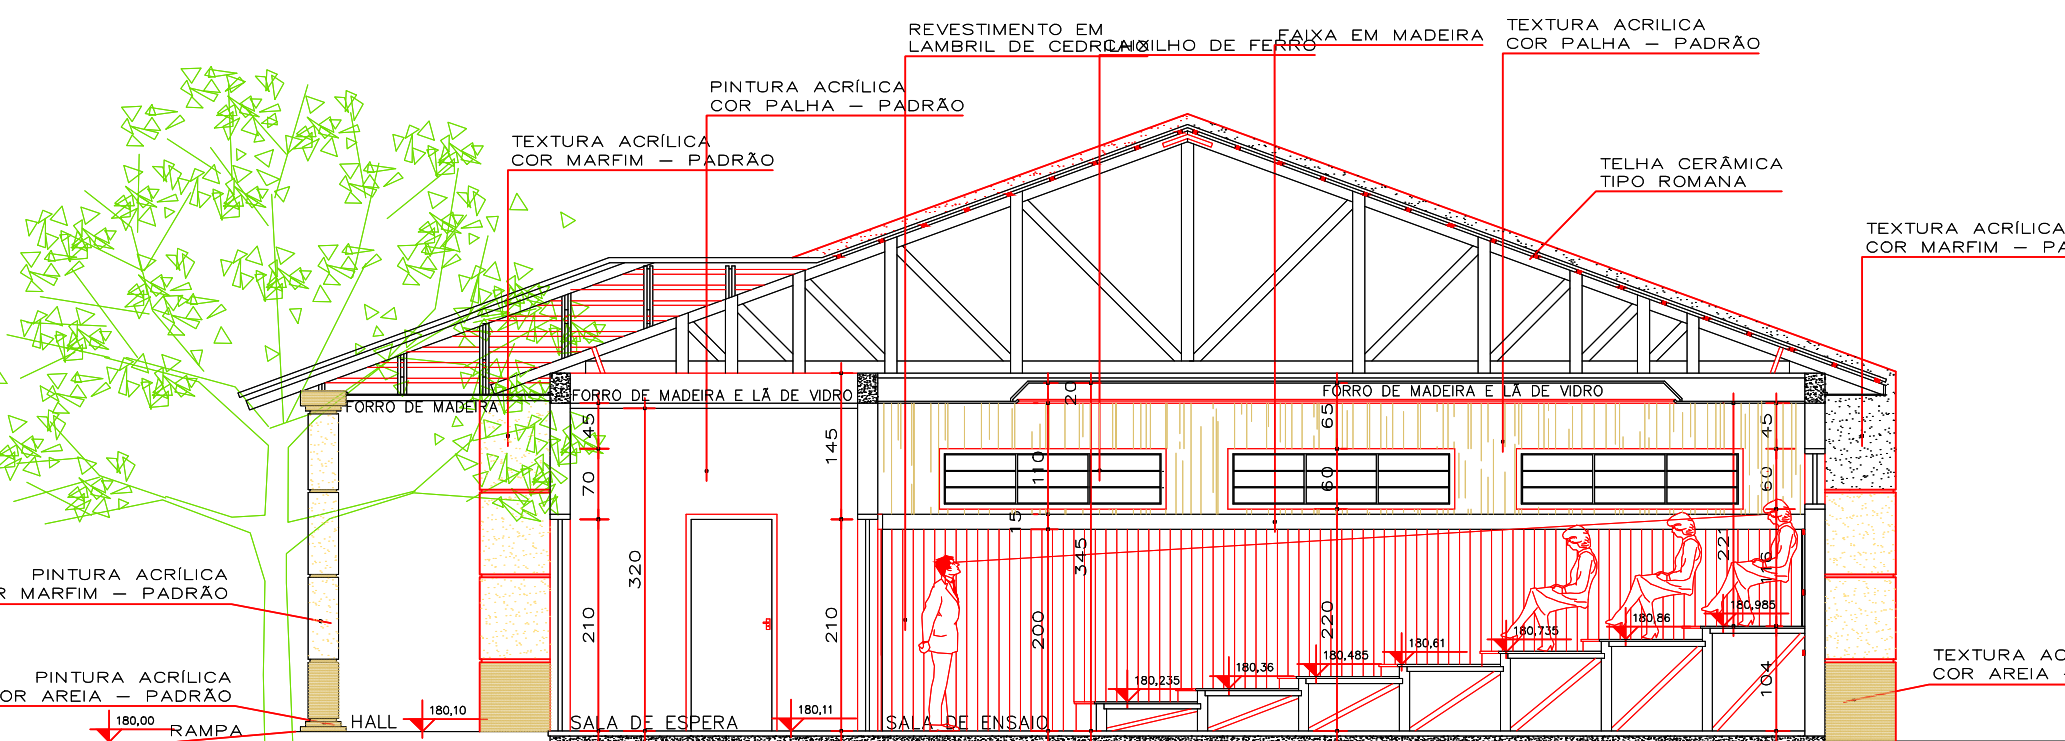 REVESTIMENTO EM
LAMBRIL DE CEDRILHO
CAIXILHO DE FERRO
FAIXA EM MADEIRA
TEXTURA ACRILICA
COR PALHA – PADRÃO
PINTURA ACRÍLICA
COR PALHA – PADRÃO
TEXTURA ACRÍLICA
COR MARFIM – PADRÃO
TELHA CERÂMICA
TIPO ROMANA
TEXTURA ACRÍLICA
COR MARFIM – PA
FORRO DE MADEIRA
FORRO DE MADEIRA E LÃ DE VIDRO
FORRO DE MADEIRA E LÃ DE VIDRO
20
45
70
210
320
145
210
110
15
200
345
65
60
220
22
45
60
116
104
PINTURA ACRÍLICA
R MARFIM – PADRÃO
PINTURA ACRÍLICA
OR AREIA – PADRÃO
TEXTURA AC
COR AREIA
180,00
RAMPA
HALL
180,10
SALA DE ESPERA
180,11
SALA DE ENSAIO
180,235
180,36
180,485
180,61
180,735
180,86
180,985